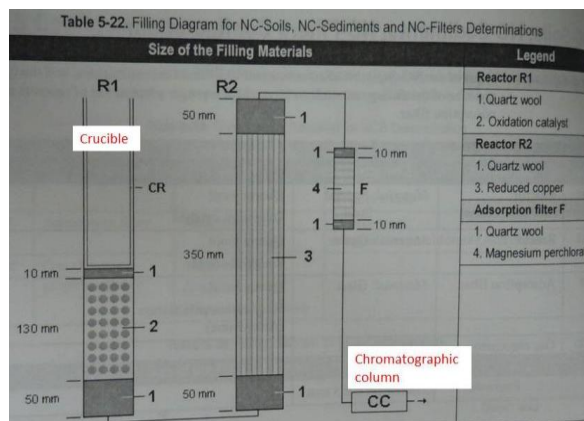 Table 5-22. Filling Diagram for NC-Soils, NC-Sediments and NC-Filters Determinations
Size of the Filling Materials
Legend
R1
R2
Reactor R1
1.Quartz wool
2. Oxidation catalyst
Reactor R2
1. Quartz wool
3. Reduced copper
Adsorption filter F
1. Quartz wool
4. Magnesium perchlora
Crucible
CR
10 mm
1
130 mm
2
50 mm
1
50 mm
1
350 mm
3
50 mm
1
1
10 mm
4
F
1
10 mm
Chromatographic
column
CC